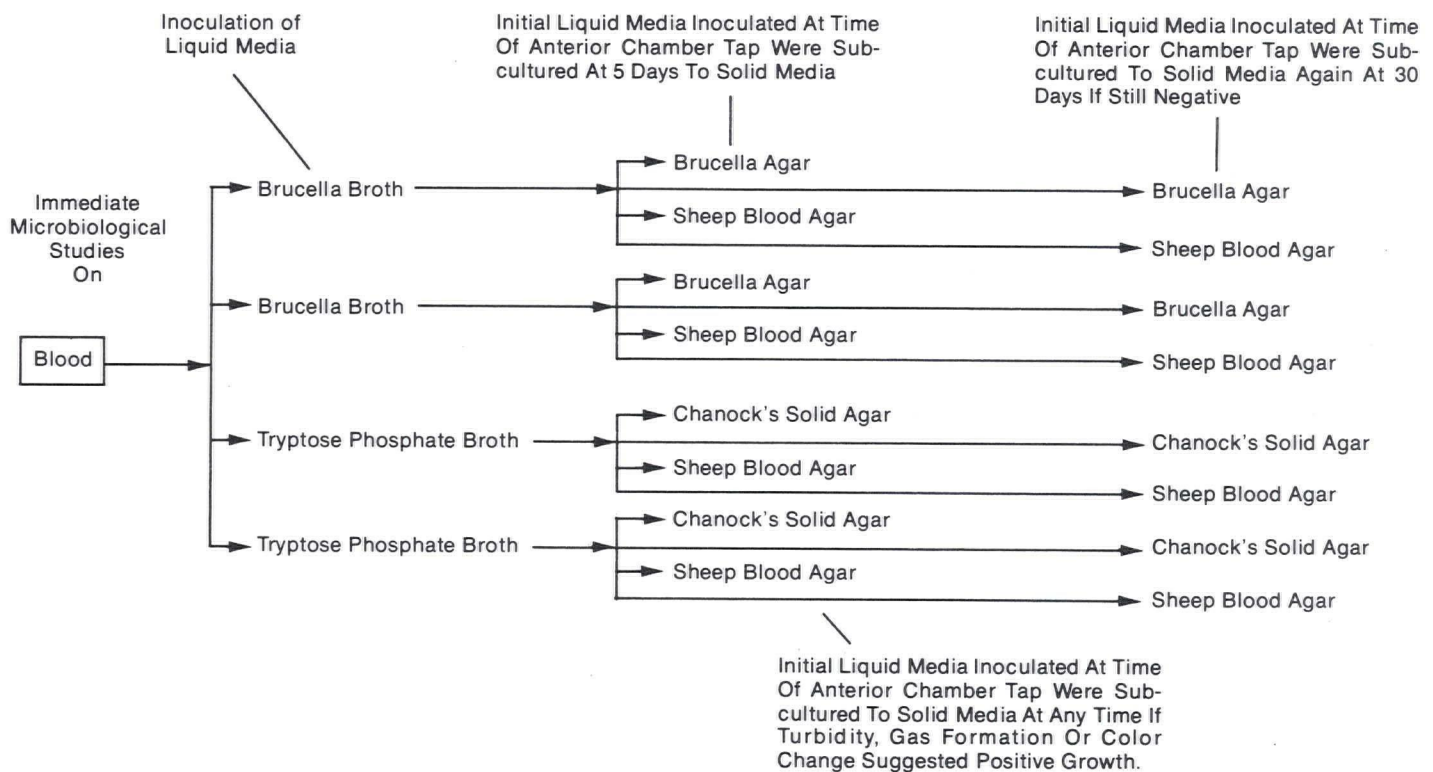 Inoculation of
Liquid Media
Initial Liquid Media Inoculated At Time
Of Anterior Chamber Tap Were Sub-
cultured At 5 Days To Solid Media
Initial Liquid Media Inoculated At Time
Of Anterior Chamber Tap Were Sub-
cultured To Solid Media Again At 30
Days If Still Negative
Immediate
Microbiological
Studies
On
Blood
Brucella Broth
Brucella Agar
Sheep Blood Agar
Brucella Agar
Sheep Blood Agar
Brucella Broth
Brucella Agar
Sheep Blood Agar
Brucella Agar
Sheep Blood Agar
Tryptose Phosphate Broth
Chanock's Solid Agar
Sheep Blood Agar
Chanock's Solid Agar
Sheep Blood Agar
Tryptose Phosphate Broth
Chanock's Solid Agar
Sheep Blood Agar
Chanock's Solid Agar
Sheep Blood Agar
Initial Liquid Media Inoculated At Time
Of Anterior Chamber Tap Were Sub-
cultured To Solid Media At Any Time If
Turbidity, Gas Formation Or Color
Change Suggested Positive Growth.